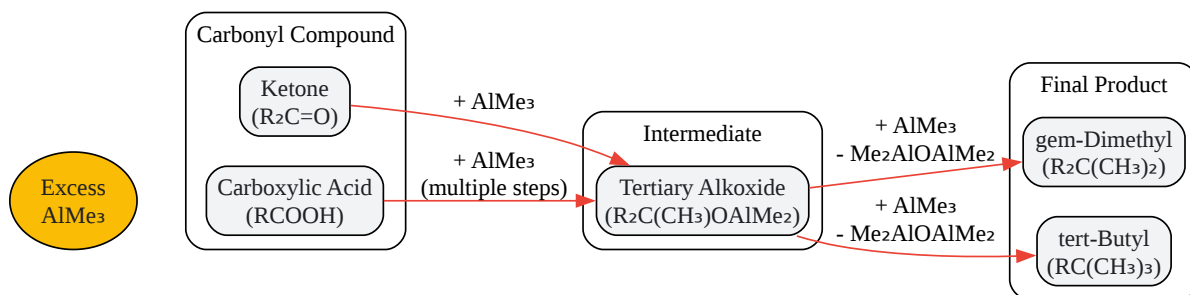 Excess
AlMe₃
Carbonyl Compound
Ketone
(R₂C=O)
Carboxylic Acid
(RCOOH)
+ AlMe₃
+ AlMe₃
(multiple steps)
Intermediate
Tertiary Alkoxide
(R₂C(CH₃)OAlMe₂)
+ AlMe₃
- Me₂AlOAlMe₂
+ AlMe₃
- Me₂AlOAlMe₂
Final Product
gem-Dimethyl
(R₂C(CH₃)₂)
tert-Butyl
(RC(CH₃)₃)